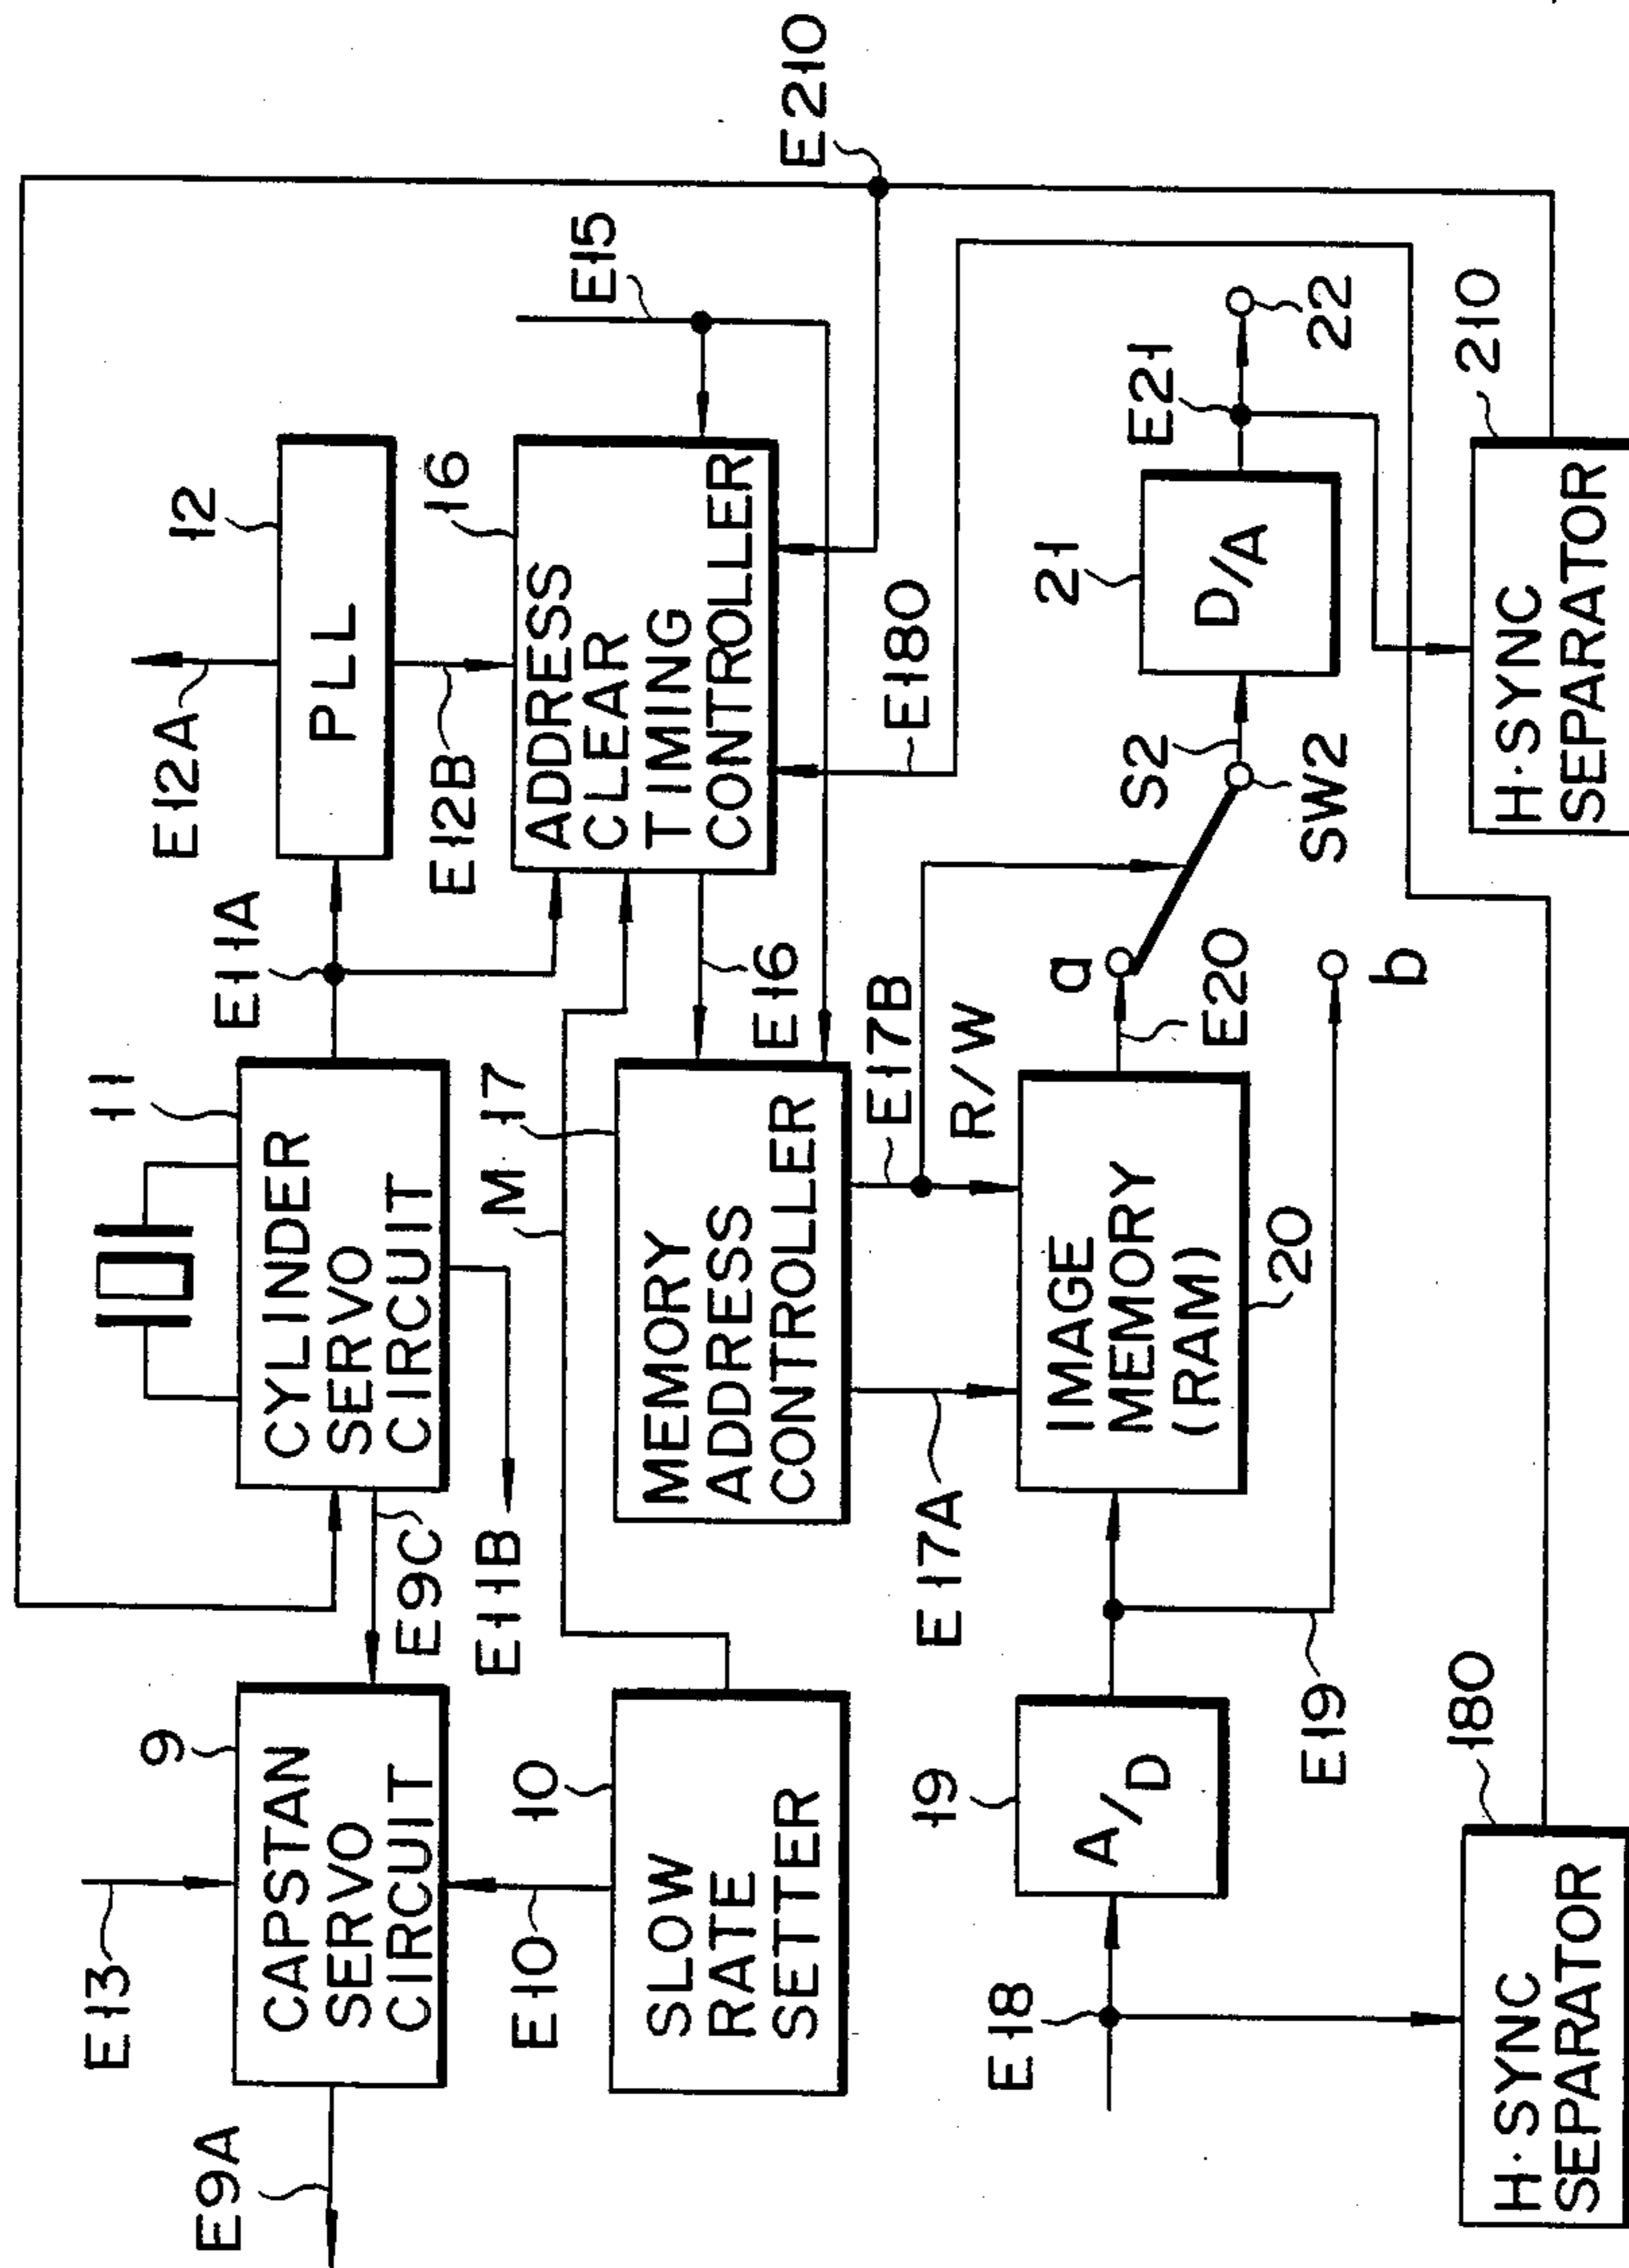 E13
9
CAPSTAN
SERVO
CIRCUIT
E9A
E9C
11
CYLINDER
SERVO
CIRCUIT
E11A
E11B
12
PLL
E12A
E12B
E210
10
SLOW
RATE
SETTER
E10
M
17
MEMORY
ADDRESS
CONTROLLER
E16
16
ADDRESS
CLEAR
TIMING
CONTROLLER
E15
E180
E17A
E17B
R/W
E18
19
A/D
E19
IMAGE
MEMORY
(RAM)
20
E20
a
b
S2
SW2
21
D/A
E21
22
180
H·SYNC
SEPARATOR
210
H·SYNC
SEPARATOR